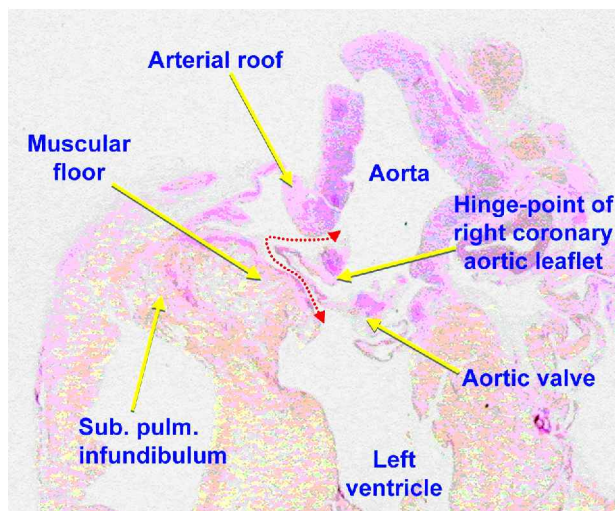 Arterial roof
Muscular
floor
Aorta
Hinge-point of
right coronary
aortic leaflet
Aortic valve
Sub. pulm.
infundibulum
Left
ventricle